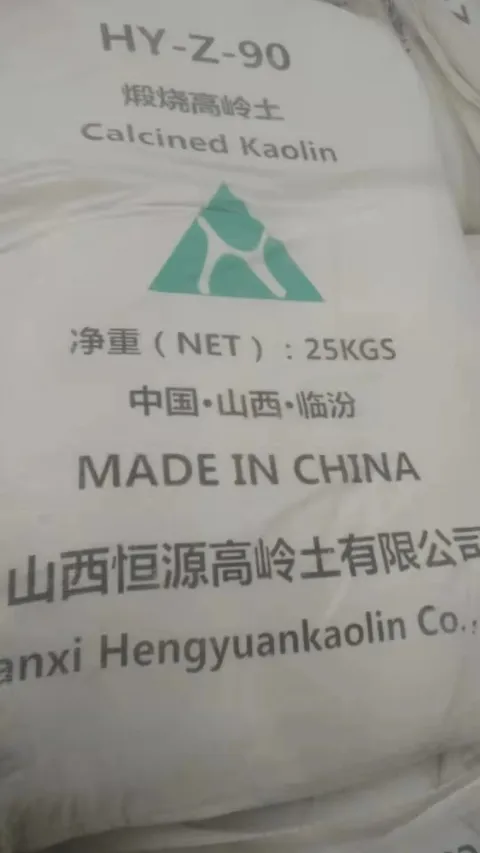 HY-Z-90
煅烧高岭土
Calcined Kaolin
净重（NET）：25KGS
中国·山西·临汾
MADE IN CHINA
山西恒源高岭土有限公司
anxi Hengyuankaolin Co.,